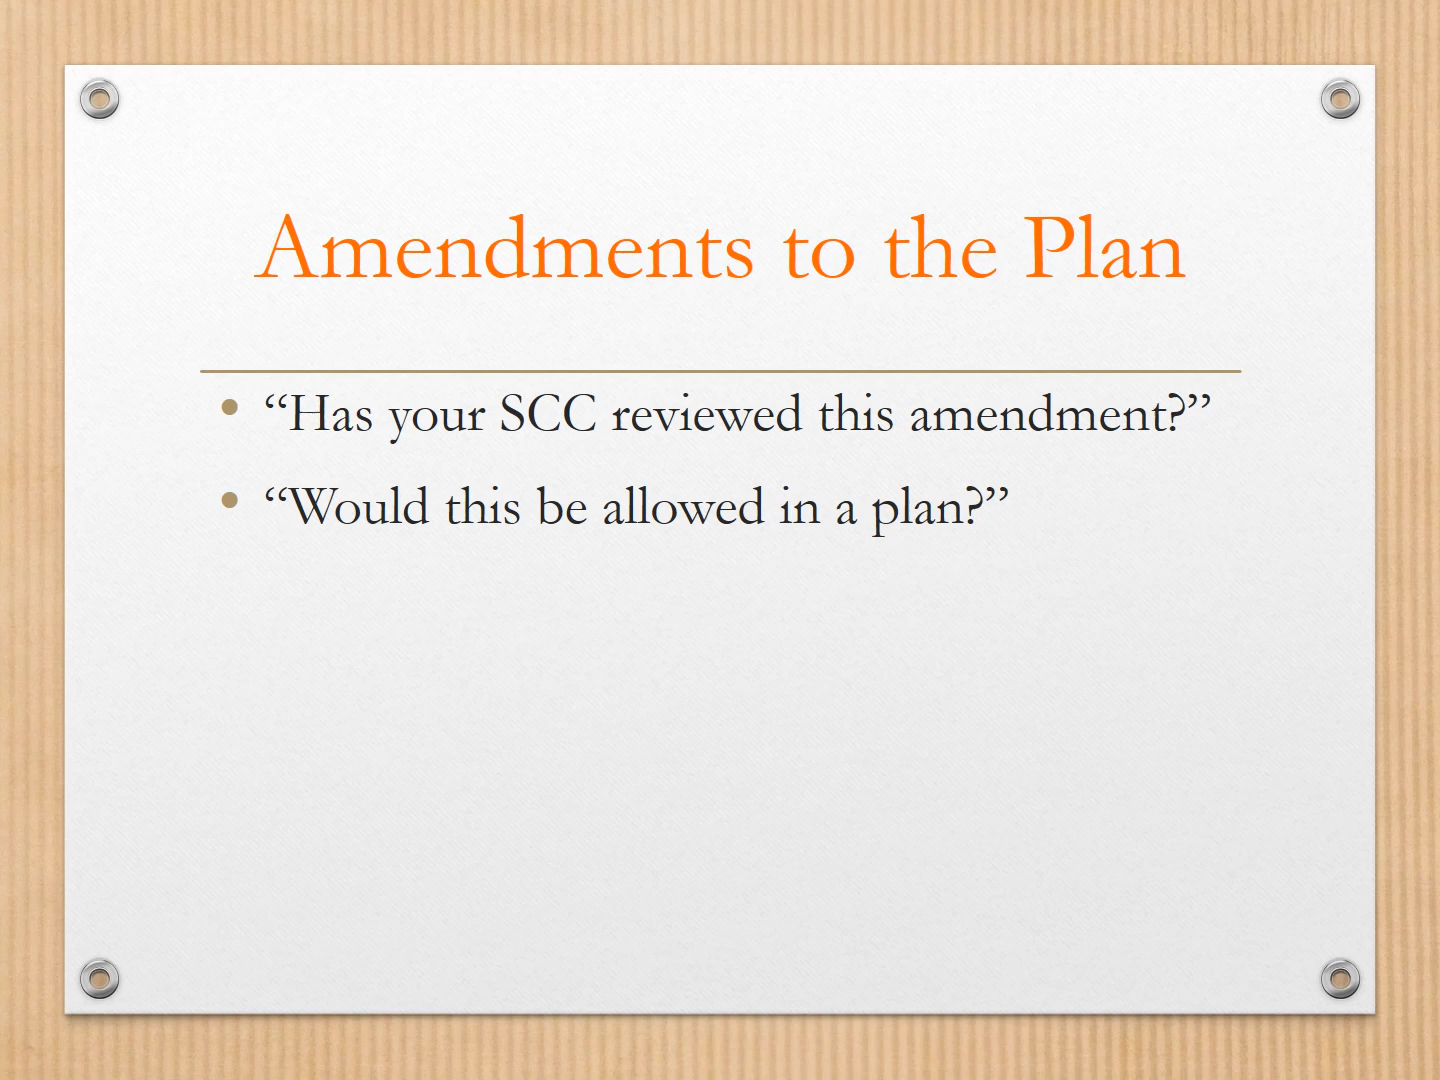 Amendments to the Plan
• “Has your SCC reviewed this amendment?”
• “Would this be allowed in a plan?”